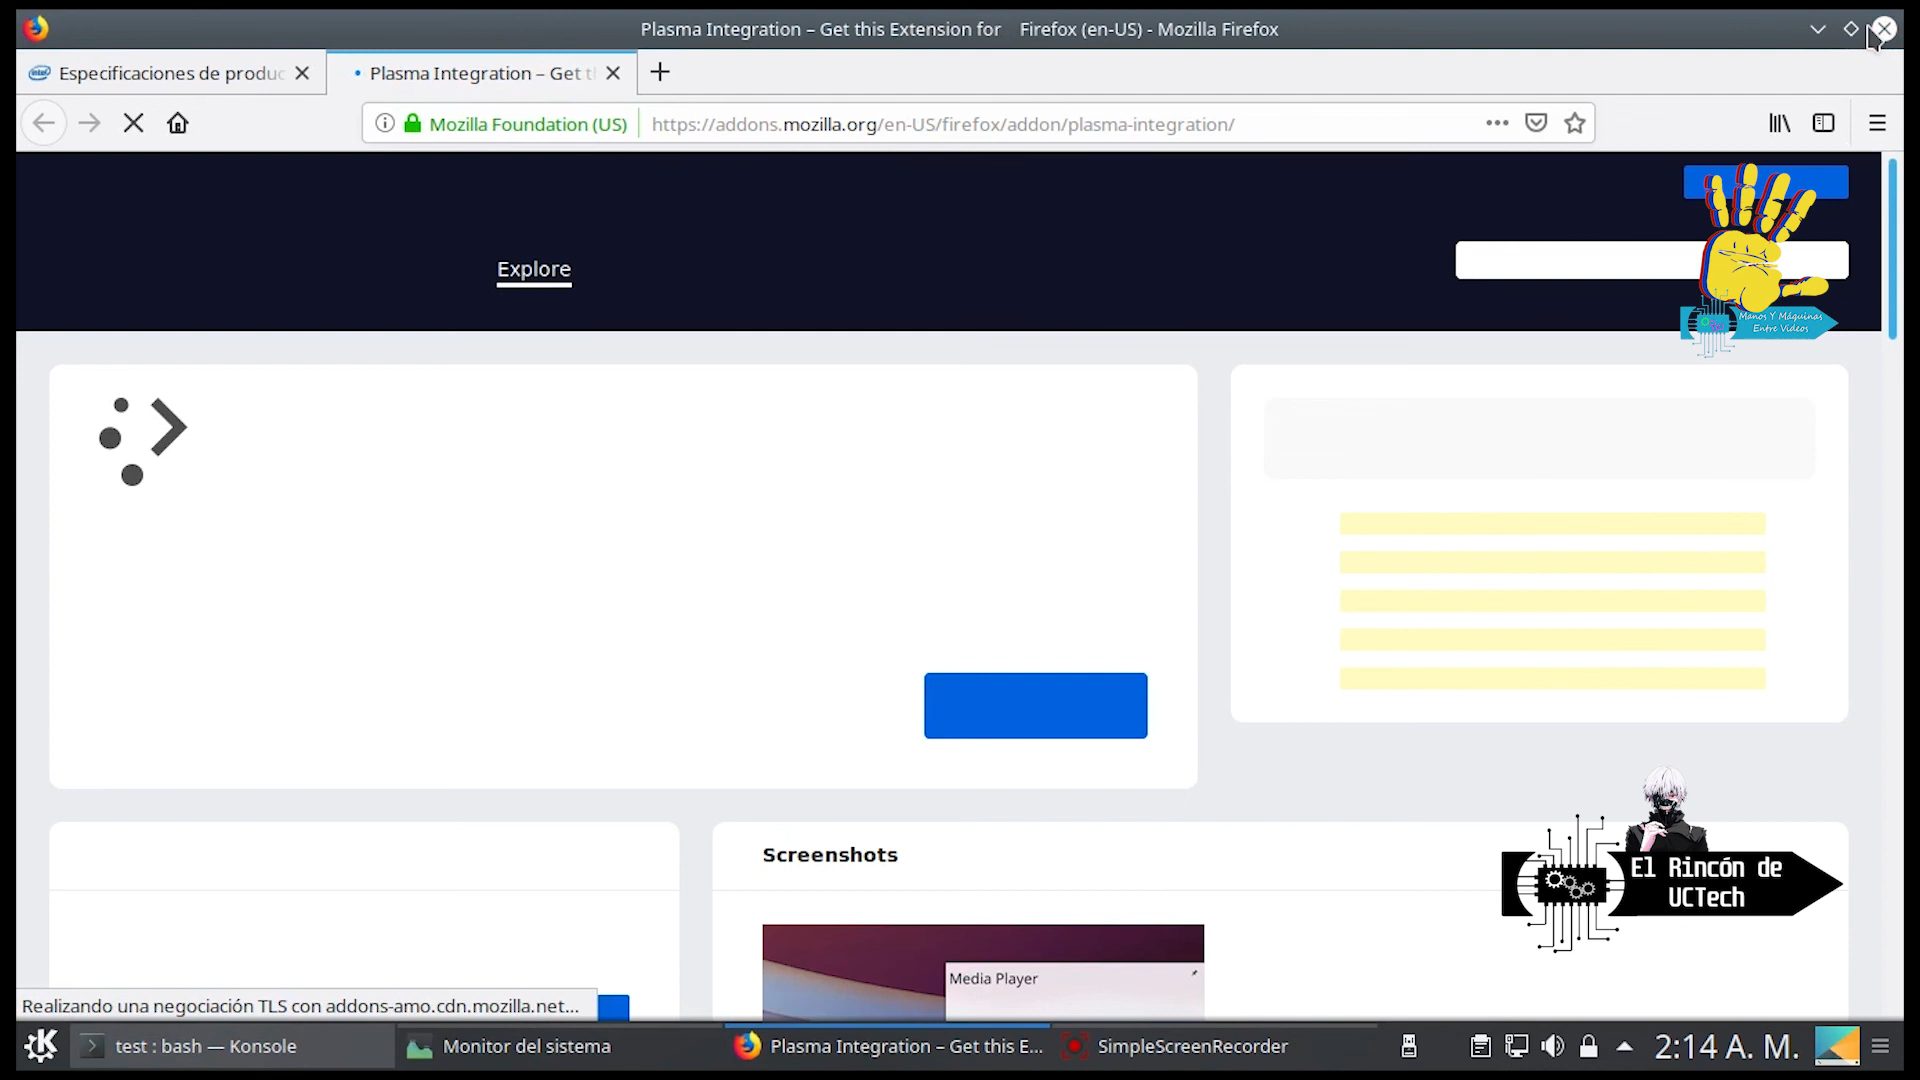 Plasma Integration – Get this Extension for Firefox (en-US) - Mozilla Firefox
Especificaciones de produc
Plasma Integration – Get t
Mozilla Foundation (US)
https://addons.mozilla.org/en-US/firefox/addon/plasma-integration/
Explore
Manos Y Máquinas
Entre Videos
Screenshots
El Rincón de
UCTech
Media Player
Realizando una negociación TLS con addons-amo.cdn.mozilla.net...
test : bash — Konsole
Monitor del sistema
Plasma Integration – Get this E...
SimpleScreenRecorder
2:14 A. M.